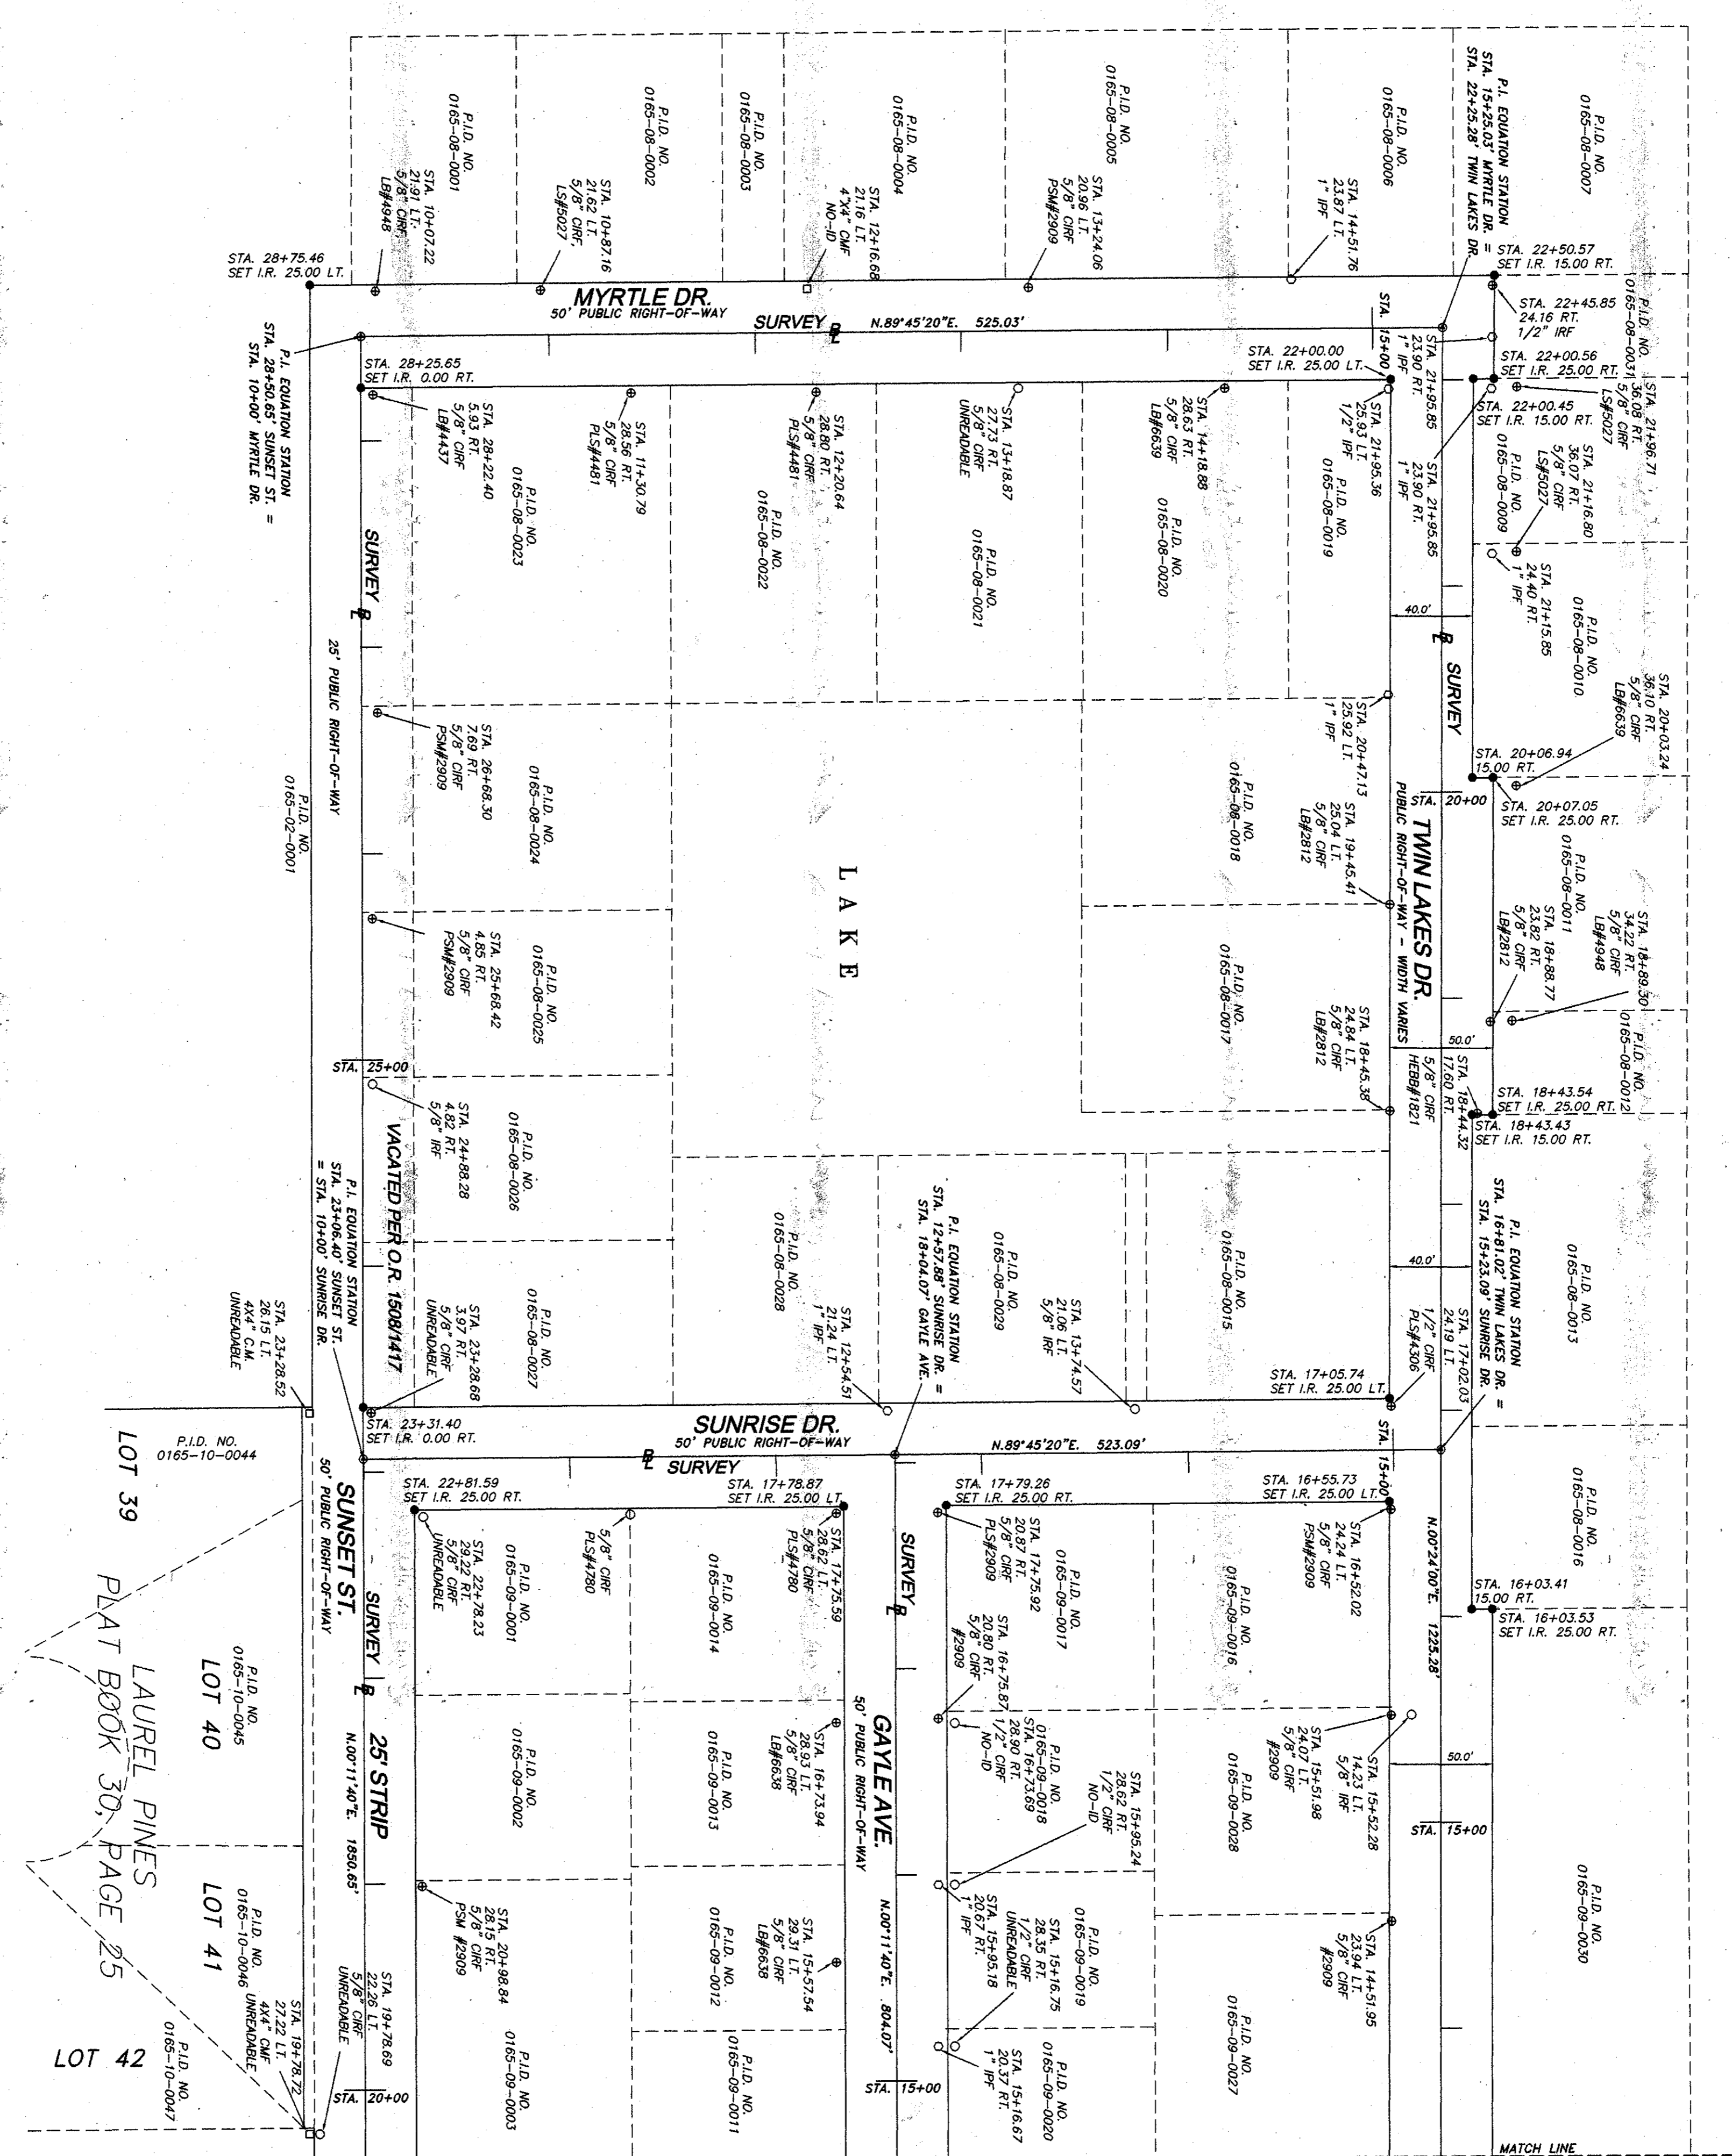 P.I.D. NO.
0165-08-0001
STA. 10+07.22
21.91 LT.
5/8" CIRF
LB#4948
P.I.D. NO.
0165-08-0002
STA. 10+87.16
21.62 LT.
5/8" CIRF
LS#5027
P.I.D. NO.
0165-08-0003
P.I.D. NO.
0165-08-0004
STA. 12+16.68
21.16 LT.
4"X4" CMF
NO-ID
P.I.D. NO.
0165-08-0005
STA. 13+24.06
20.96 LT.
5/8" CIRF
PSM#2909
P.I.D. NO.
0165-08-0006
STA. 14+51.76
23.87 LT.
1" IPF
P.I. EQUATION STATION
STA. 15+25.03' MYRTLE DR. =
STA. 22+25.28' TWIN LAKES DR.
P.I.D. NO.
0165-08-0007
STA. 22+50.57
SET I.R. 15.00 RT.
P.I.D. NO.
0165-08-0031
STA. 22+45.85
24.16 RT.
1/2" IRF
STA. 22+00.56
SET I.R. 25.00 RT.
STA. 22+00.45
SET I.R. 15.00 RT.
STA. 21+96.71
36.08 RT.
5/8" CIRF
LS#5027
STA. 28+75.46
SET I.R. 25.00 LT.
MYRTLE DR.
50' PUBLIC RIGHT-OF-WAY
SURVEY
N.89°45'20"E. 525.03'
STA. 15+00
STA. 22+00.00
SET I.R. 25.00 LT.
STA. 21+95.85
23.90 RT.
1" IPF
STA. 21+95.85
23.90 RT.
1" IPF
P.I. EQUATION STATION
STA. 28+50.65' SUNSET ST. =
STA. 10+00' MYRTLE DR.
STA. 28+25.65
SET I.R. 0.00 RT.
STA. 28+22.40
5.93 RT.
5/8" CIRF
LB#4437
P.I.D. NO.
0165-08-0023
STA. 11+30.79
28.56 RT.
5/8" CIRF
PLS#4481
STA. 12+20.64
28.80 RT.
5/8" CIRF
PLS#4481
P.I.D. NO.
0165-08-0022
STA. 13+18.87
27.73 RT.
5/8" CIRF
UNREADABLE
P.I.D. NO.
0165-08-0021
STA. 14+18.88
28.63 RT.
5/8" CIRF
LB#6639
P.I.D. NO.
0165-08-0020
STA. 21+95.36
25.93 LT.
1/2" IPF
P.I.D. NO.
0165-08-0019
P.I.D. NO.
0165-08-0009
STA. 21+16.80
36.07 RT.
5/8" CIRF
LS#5027
STA. 21+15.85
24.40 RT.
1" IPF
P.I.D. NO.
0165-08-0010
STA. 20+03.24
36.10 RT.
5/8" CIRF
LB#6639
40.0'
SURVEY
SURVEY
25' PUBLIC RIGHT-OF-WAY
P.I.D. NO.
0165-02-0001
STA. 26+68.30
7.69 RT.
5/8" CIRF
PSM#2909
P.I.D. NO.
0165-08-0024
STA. 25+68.42
4.85 RT.
5/8" CIRF
PSM#2909
P.I.D. NO.
0165-08-0025
STA. 25+00
LAKE
STA. 20+47.13
25.92 LT.
1" IPF
P.I.D. NO.
0165-08-0018
STA. 19+45.41
25.04 LT.
5/8" CIRF
LB#2812
P.I.D. NO.
0165-08-0017
STA. 18+45.38
24.84 LT.
5/8" CIRF
LB#2812
STA. 20+06.94
15.00 RT.
STA. 20+00
STA. 20+07.05
SET I.R. 25.00 RT.
TWIN LAKES DR.
PUBLIC RIGHT-OF-WAY - WIDTH VARIES
P.I.D. NO.
0165-08-0011
STA. 18+88.77
23.82 RT.
5/8" CIRF
LB#2812
STA. 18+89.30
34.22 RT.
5/8" CIRF
LB#4948
P.I.D. NO.
0165-08-0012
50.0'
STA. 18+44.32
17.60 RT.
5/8" CIRF
HEBB#1821
STA. 18+43.54
SET I.R. 25.00 RT.
STA. 18+43.43
SET I.R. 15.00 RT.
STA. 24+88.28
4.82 RT.
5/8" IRF
P.I.D. NO.
0165-08-0026
VACATED PER O.R. 1508/1417
P.I. EQUATION STATION
STA. 23+06.40' SUNSET ST.
= STA. 10+00' SUNRISE DR.
STA. 23+28.52
26.15 LT.
4X4" C.M.
UNREADABLE
STA. 23+28.68
3.97 RT.
5/8" CIRF
UNREADABLE
P.I.D. NO.
0165-08-0027
P.I.D. NO.
0165-08-0028
STA. 12+54.51
21.24 LT.
1" IPF
P.I. EQUATION STATION
STA. 12+57.88' SUNRISE DR. =
STA. 18+04.07' GAYLE AVE.
P.I.D. NO.
0165-08-0029
STA. 13+74.57
21.06 LT.
5/8" IRF
P.I.D. NO.
0165-08-0015
40.0'
STA. 17+02.03
24.19 LT.
1/2" CIRF
PLS#4306
P.I. EQUATION STATION
STA. 16+81.02' TWIN LAKES DR. =
STA. 15+23.09' SUNRISE DR.
P.I.D. NO.
0165-08-0013
STA. 17+05.74
SET I.R. 25.00 LT.
STA. 23+31.40
SET I.R. 0.00 RT.
SUNRISE DR.
50' PUBLIC RIGHT-OF-WAY
SURVEY
N.89°45'20"E. 523.09'
STA. 15+00
P.I.D. NO.
0165-10-0044
LOT 39
SUNSET ST.
50' PUBLIC RIGHT-OF-WAY
STA. 22+81.59
SET I.R. 25.00 RT.
STA. 17+78.87
SET I.R. 25.00 LT.
STA. 17+79.26
SET I.R. 25.00 RT.
STA. 16+55.73
SET I.R. 25.00 LT.
STA. 22+78.23
29.22 RT.
5/8" CIRF
UNREADABLE
P.I.D. NO.
0165-09-0001
5/8" CIRF
PLS#4780
P.I.D. NO.
0165-09-0014
STA. 17+75.59
28.62 LT.
5/8" CIRF
PLS#4780
SURVEY
STA. 17+75.92
20.87 RT.
5/8" CIRF
PLS#2909
P.I.D. NO.
0165-09-0017
P.I.D. NO.
0165-09-0016
STA. 16+52.02
24.24 LT.
5/8" CIRF
PSM#2909
N.00°24'00"E. 1225.28'
P.I.D. NO.
0165-08-0016
STA. 16+03.41
15.00 RT.
STA. 16+03.53
SET I.R. 25.00 RT.
SURVEY
LAUREL PINES
PLAT BOOK 30, PAGE 25
P.I.D. NO.
0165-10-0045
LOT 40
N.00°11'40"E. 1850.65'
25' STRIP
P.I.D. NO.
0165-09-0002
P.I.D. NO.
0165-09-0013
STA. 16+73.94
28.93 LT.
5/8" CIRF
LB#6638
GAYLE AVE.
50' PUBLIC RIGHT-OF-WAY
STA. 16+75.87
20.80 RT.
5/8" CIRF
#2909
P.I.D. NO.
0165-09-0018
STA. 16+73.69
28.90 RT.
1/2" CIRF
NO-ID
STA. 15+95.24
28.62 RT.
1/2" CIRF
NO-ID
P.I.D. NO.
0165-09-0028
STA. 15+51.98
24.07 LT.
5/8" CIRF
#2909
STA. 15+52.28
14.23 LT.
5/8" IRF
50.0'
STA. 15+00
P.I.D. NO.
0165-10-0046
LOT 41
STA. 19+78.72
27.22 LT.
4X4" CMF
UNREADABLE
STA. 19+78.69
22.26 LT.
5/8" CIRF
UNREADABLE
STA. 20+98.84
28.15 RT.
5/8" CIRF
PSM #2909
P.I.D. NO.
0165-09-0003
P.I.D. NO.
0165-09-0012
STA. 15+57.54
29.31 LT.
5/8" CIRF
LB#6638
P.I.D. NO.
0165-09-0011
N.00°11'40"E. 804.07'
STA. 15+95.18
20.67 RT.
1" IPF
STA. 15+16.75
28.35 RT.
1/2" CIRF
UNREADABLE
P.I.D. NO.
0165-09-0019
STA. 15+16.67
20.37 RT.
1" IPF
P.I.D. NO.
0165-09-0020
P.I.D. NO.
0165-09-0027
STA. 14+51.95
23.94 LT.
5/8" CIRF
#2909
P.I.D. NO.
0165-09-0030
LOT 42
P.I.D. NO.
0165-10-0047
STA. 20+00
STA. 15+00
MATCH LINE